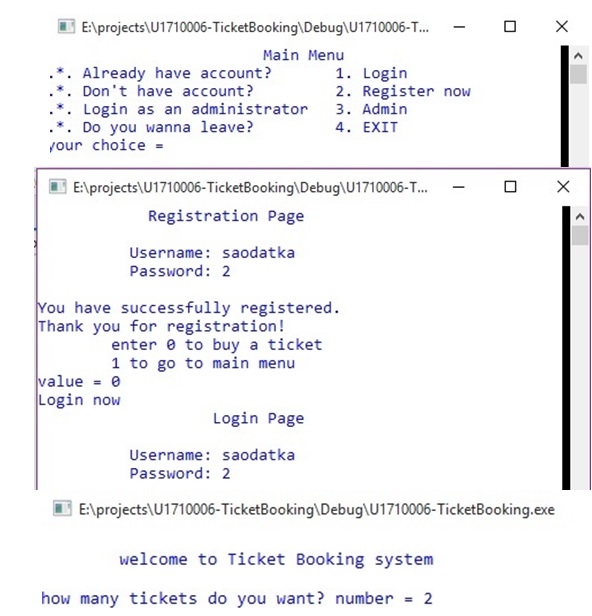 E:\projects\U1710006-TicketBooking\Debug\U1710006-T...
Main Menu
.*. Already have account? 1. Login
.*. Don't have account? 2. Register now
.*. Login as an administrator 3. Admin
.*. Do you wanna leave? 4. EXIT
your choice =
E:\projects\U1710006-TicketBooking\Debug\U1710006-T...
Registration Page
Username: saodatka
Password: 2
You have successfully registered.
Thank you for registration!
enter 0 to buy a ticket
1 to go to main menu
value = 0
Login now
Login Page
Username: saodatka
Password: 2
E:\projects\U1710006-TicketBooking\Debug\U1710006-TicketBooking.exe
welcome to Ticket Booking system
how many tickets do you want? number = 2